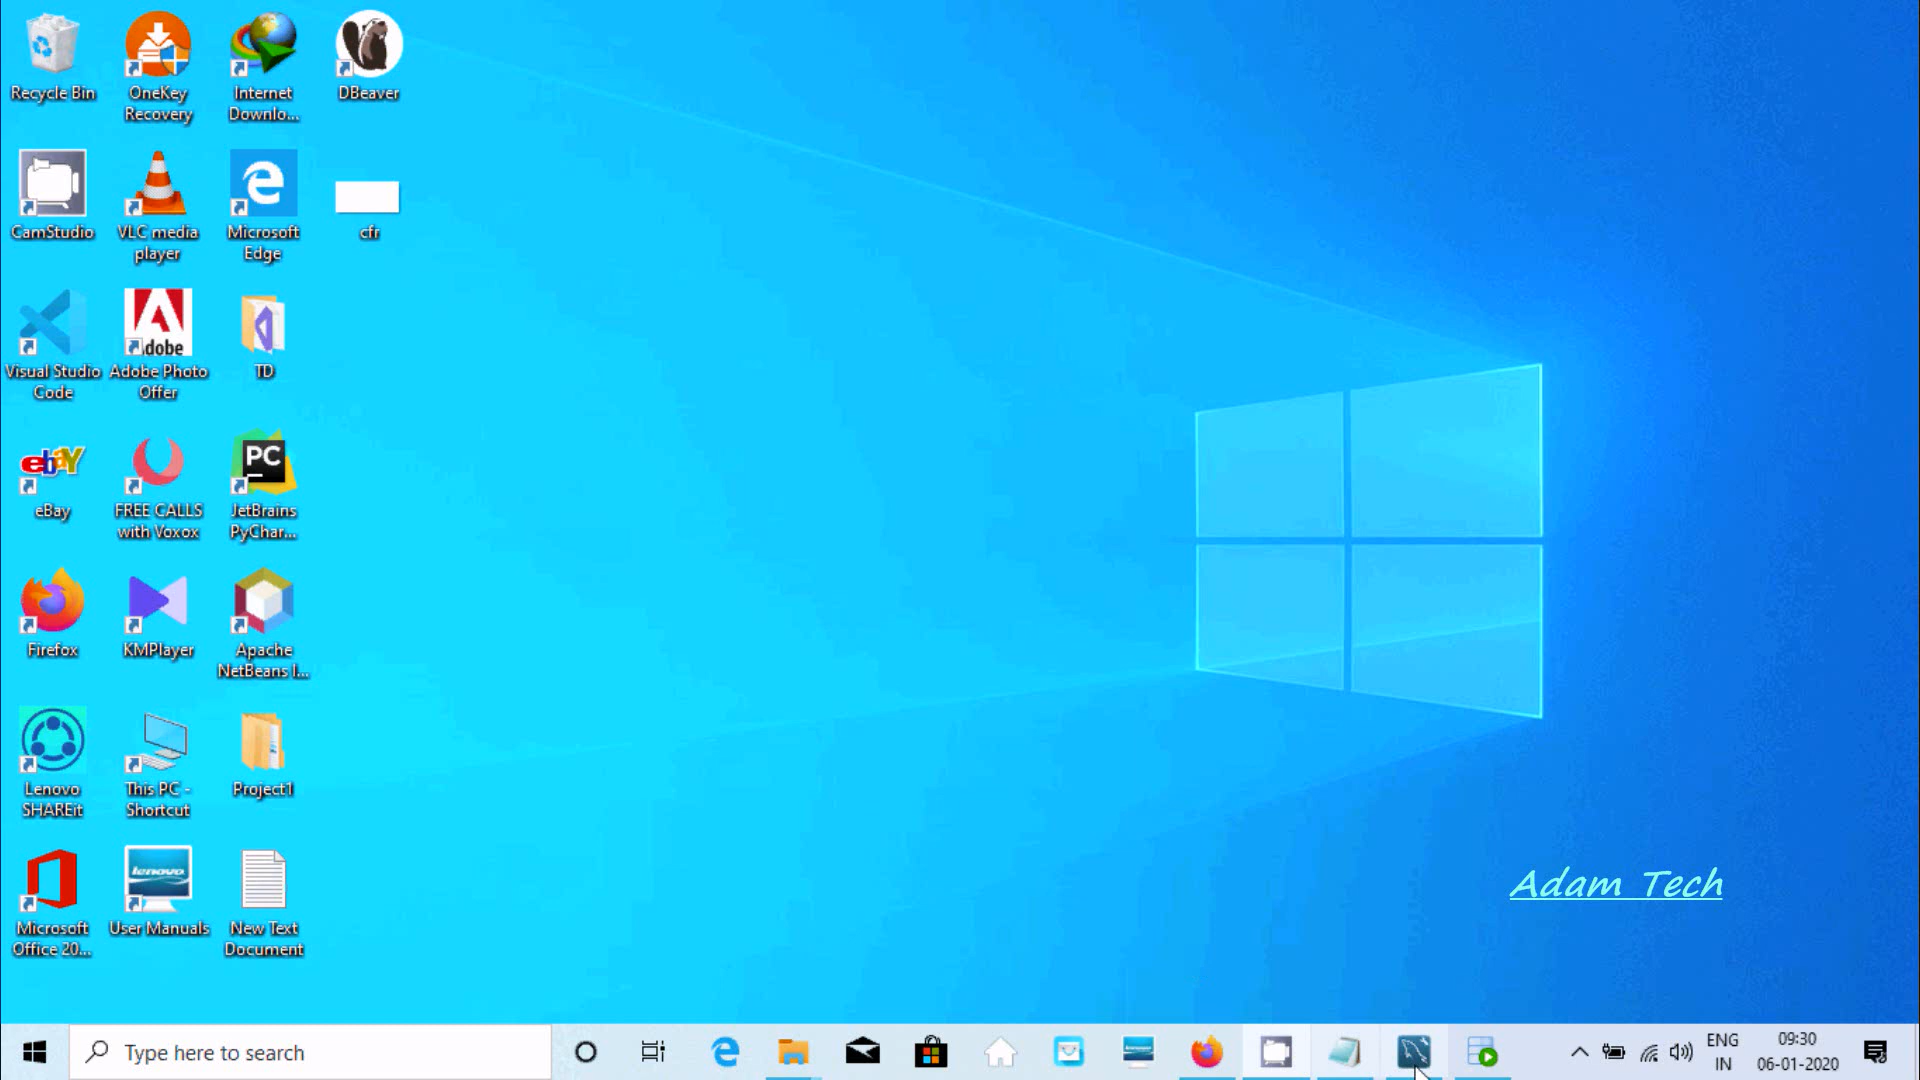 Recycle Bin
OneKey
Recovery
Internet
Downlo...
DBeaver
CamStudio
VLC media
player
Microsoft
Edge
cfr
Visual Studio
Code
Adobe
Adobe Photo
Offer
TD
ebay
eBay
FREE CALLS
with Voxox
PC
JetBrains
PyChar...
Firefox
KMPlayer
Apache
NetBeans I...
Lenovo
SHAREit
This PC -
Shortcut
Project1
Microsoft
Office 20...
lenovo
User Manuals
New Text
Document
Adam Tech
Type here to search
ENG
IN
09:30
06-01-2020